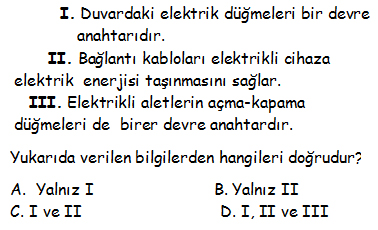 I. Duvardaki elektrik düğmeleri bir devre
anahtarıdır.
II. Bağlantı kabloları elektrikli cihaza
elektrik enerjisi taşınmasını sağlar.
III. Elektrikli aletlerin açma-kapama
düğmeleri de birer devre anahtardır.
Yukarıda verilen bilgilerden hangileri doğrudur?
A. Yalnız I B. Yalnız II
C. I ve II D. I, II ve III